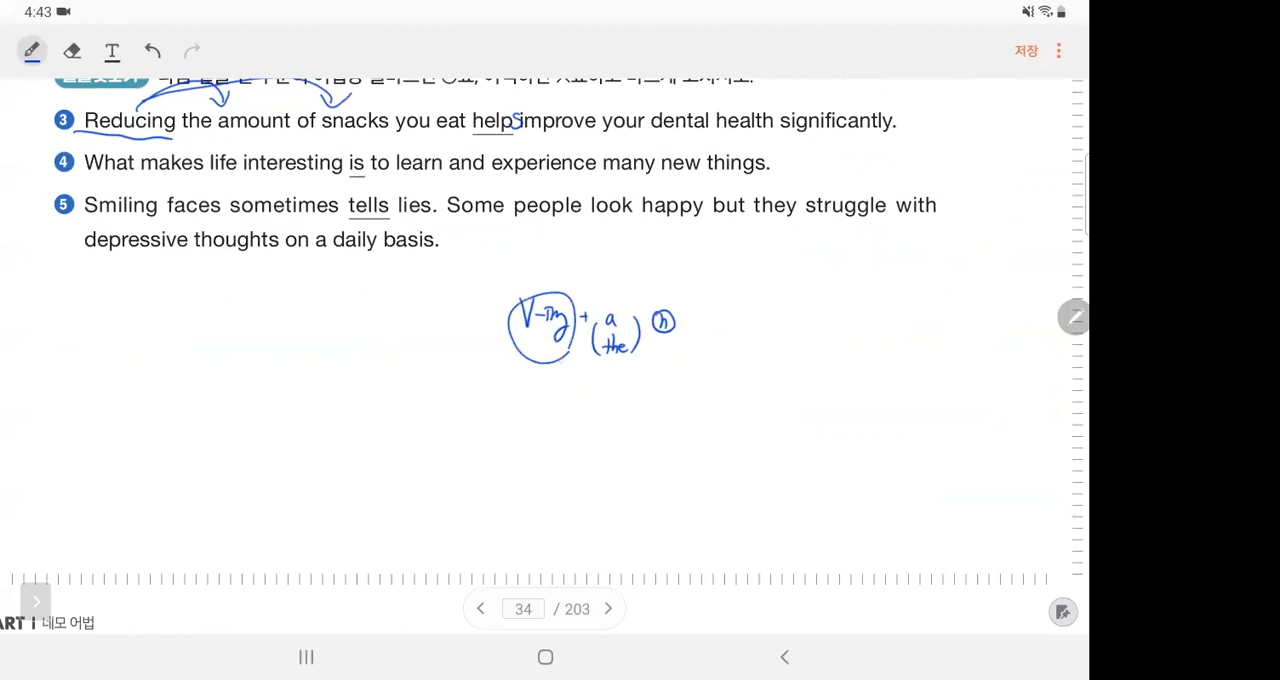 4:43
저장
3 Reducing the amount of snacks you eat helps improve your dental health significantly.
4 What makes life interesting is to learn and experience many new things.
5 Smiling faces sometimes tells lies. Some people look happy but they struggle with
depressive thoughts on a daily basis.
V-ing + ( a
the ) n
34 / 203
ART I 네모 어법